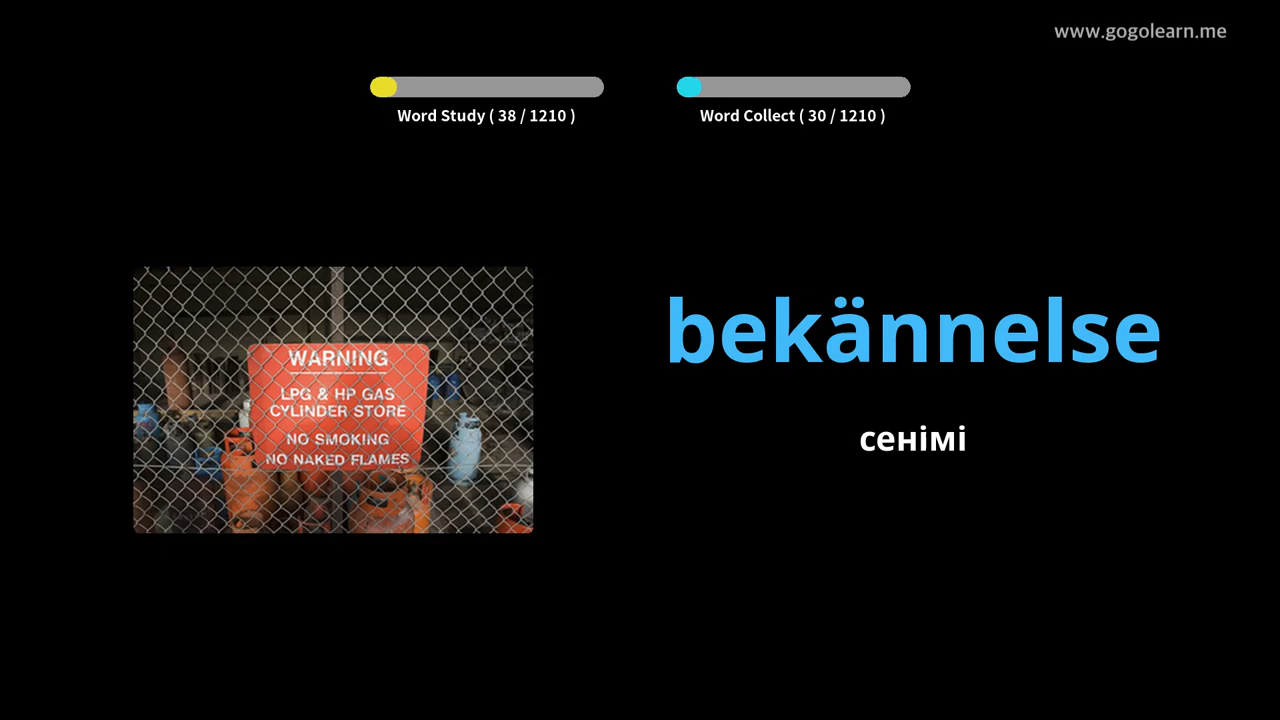 www.gogolearn.me
Word Study ( 38 / 1210 )
Word Collect ( 30 / 1210 )
WARNING
LPG & HP GAS
CYLINDER STORE
NO SMOKING
NO NAKED FLAMES
bekännelse
сенімі